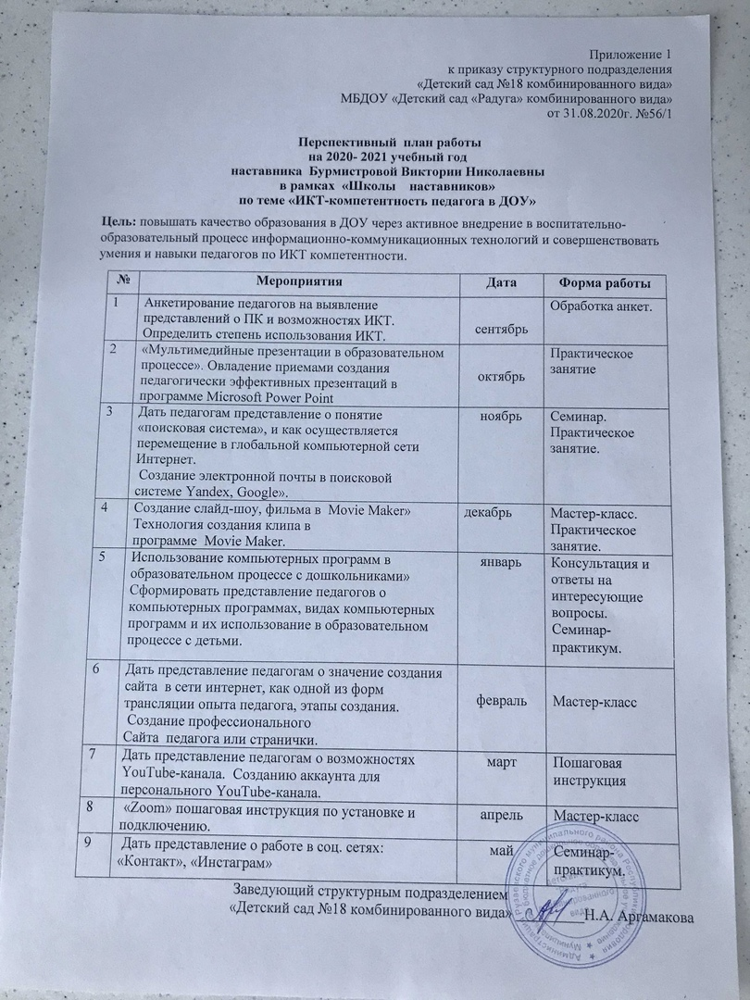 Приложение 1
к приказу структурного подразделения
«Детский сад №18 комбинированного вида»
МБДОУ «Детский сад «Радуга» комбинированного вида»
от 31.08.2020г. №56/1
Перспективный план работы
на 2020- 2021 учебный год
наставника Бурмистровой Виктории Николаевны
в рамках «Школы наставников»
по теме «ИКТ-компетентность педагога в ДОУ»
Цель: повышать качество образования в ДОУ через активное внедрение в воспитательно-
образовательный процесс информационно-коммуникационных технологий и совершенствовать
умения и навыки педагогов по ИКТ компетентности.
№ Мероприятия Дата Форма работы
1 Анкетирование педагогов на выявление
представлений о ПК и возможностях ИКТ.
Определить степень использования ИКТ.
сентябрь
Обработка анкет.
2 «Мультимедийные презентации в образовательном
процессе». Овладение приемами создания
педагогически эффективных презентаций в
программе Microsoft Power Point
октябрь
Практическое
занятие
3 Дать педагогам представление о понятие
«поисковая система», и как осуществляется
перемещение в глобальной компьютерной сети
Интернет.
Создание электронной почты в поисковой
системе Yandex, Google».
ноябрь
Семинар.
Практическое
занятие.
4 Создание слайд-шоу, фильма в Movie Maker»
Технология создания клипа в
программе Movie Maker.
декабрь
Мастер-класс.
Практическое
занятие.
5 Использование компьютерных программ в
образовательном процессе с дошкольниками»
Сформировать представление педагогов о
компьютерных программах, видах компьютерных
программ и их использование в образовательном
процессе с детьми.
январь
Консультация и
ответы на
интересующие
вопросы.
Семинар-
практикум.
6 Дать представление педагогам о значение создания
сайта в сети интернет, как одной из форм
трансляции опыта педагога, этапы создания.
Создание профессионального
Сайта педагога или странички.
февраль
Мастер-класс
7 Дать представление педагогам о возможностях
YouTube-канала. Созданию аккаунта для
персонального YouTube-канала.
март
Пошаговая
инструкция
8 «Zoom» пошаговая инструкция по установке и
подключению.
апрель
Мастер-класс
9 Дать представление о работе в соц. сетях:
«Контакт», «Инстаграм»
май
Семинар-
практикум.
Заведующий структурным подразделением
«Детский сад №18 комбинированного вида» Н.А. Аргамакова